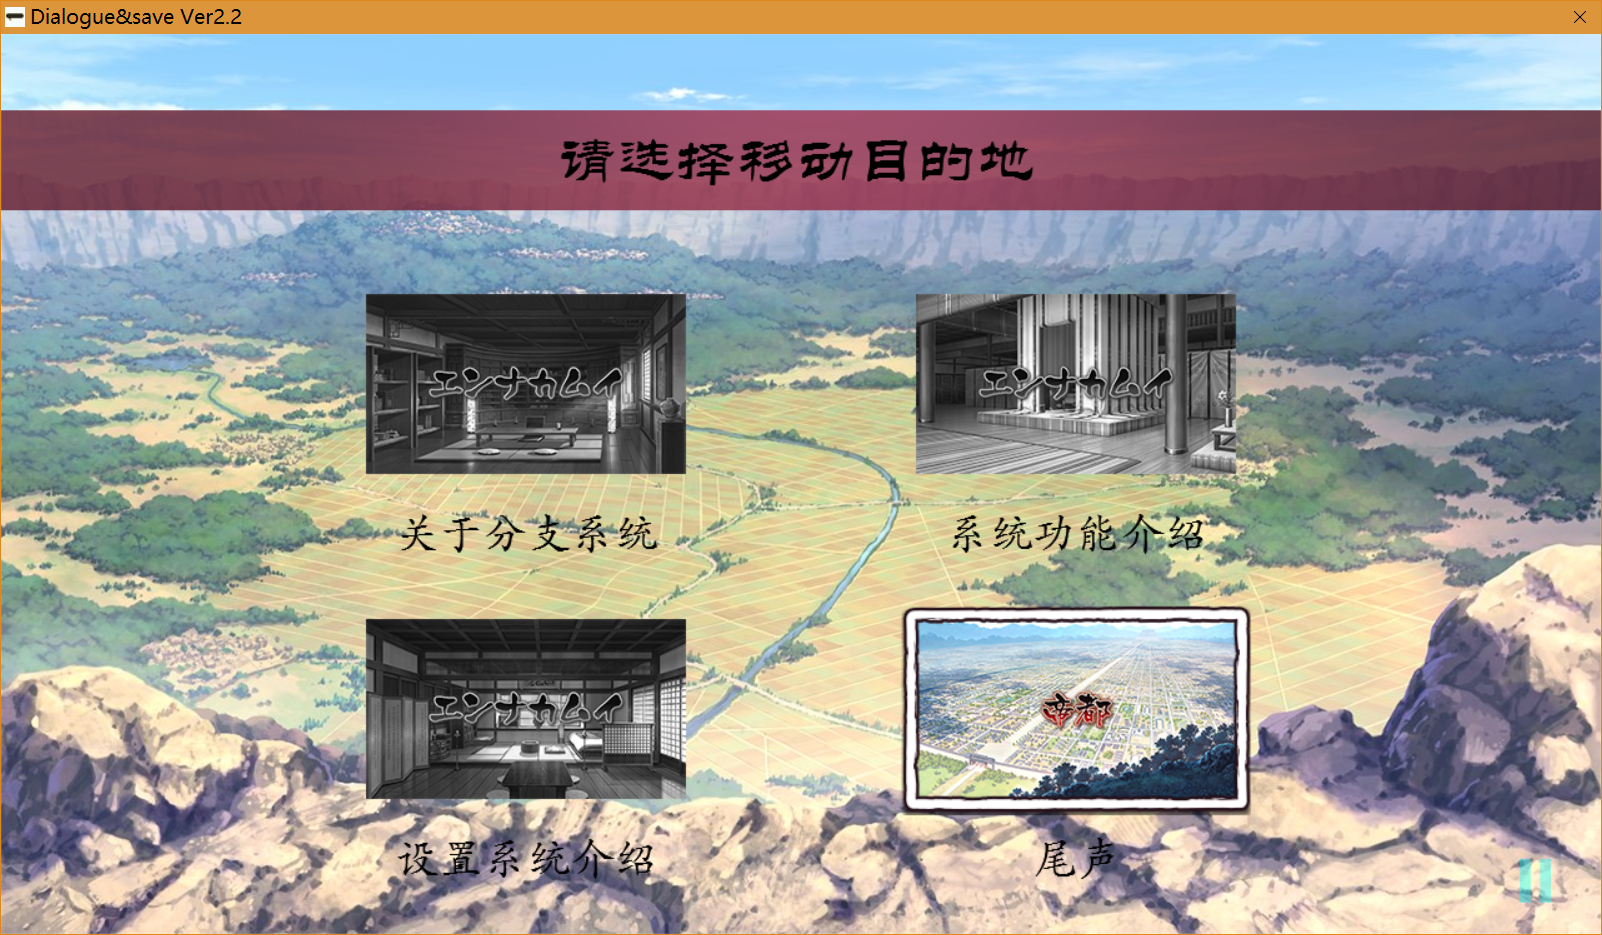 Dialogue&save Ver2.2
请选择移动目的地
エンナカムイ
エンナカムイ
关于分支系统
系统功能介绍
エンナカムイ
帝都
设置系统介绍
尾声